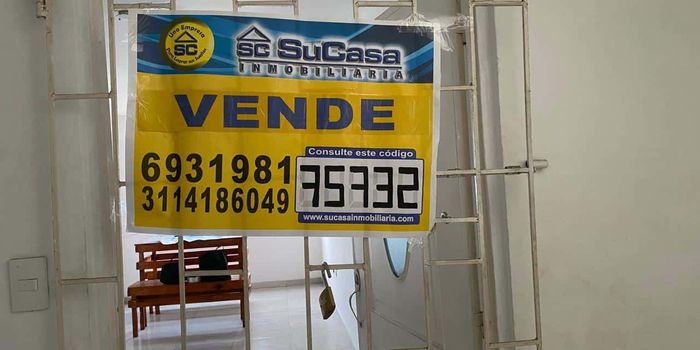 Una Empresa
SC
SC SuCasa
INMOBILIARIA
VENDE
Consulte este código
6931981
75732
3114186049
www.sucasainmobiliaria.com